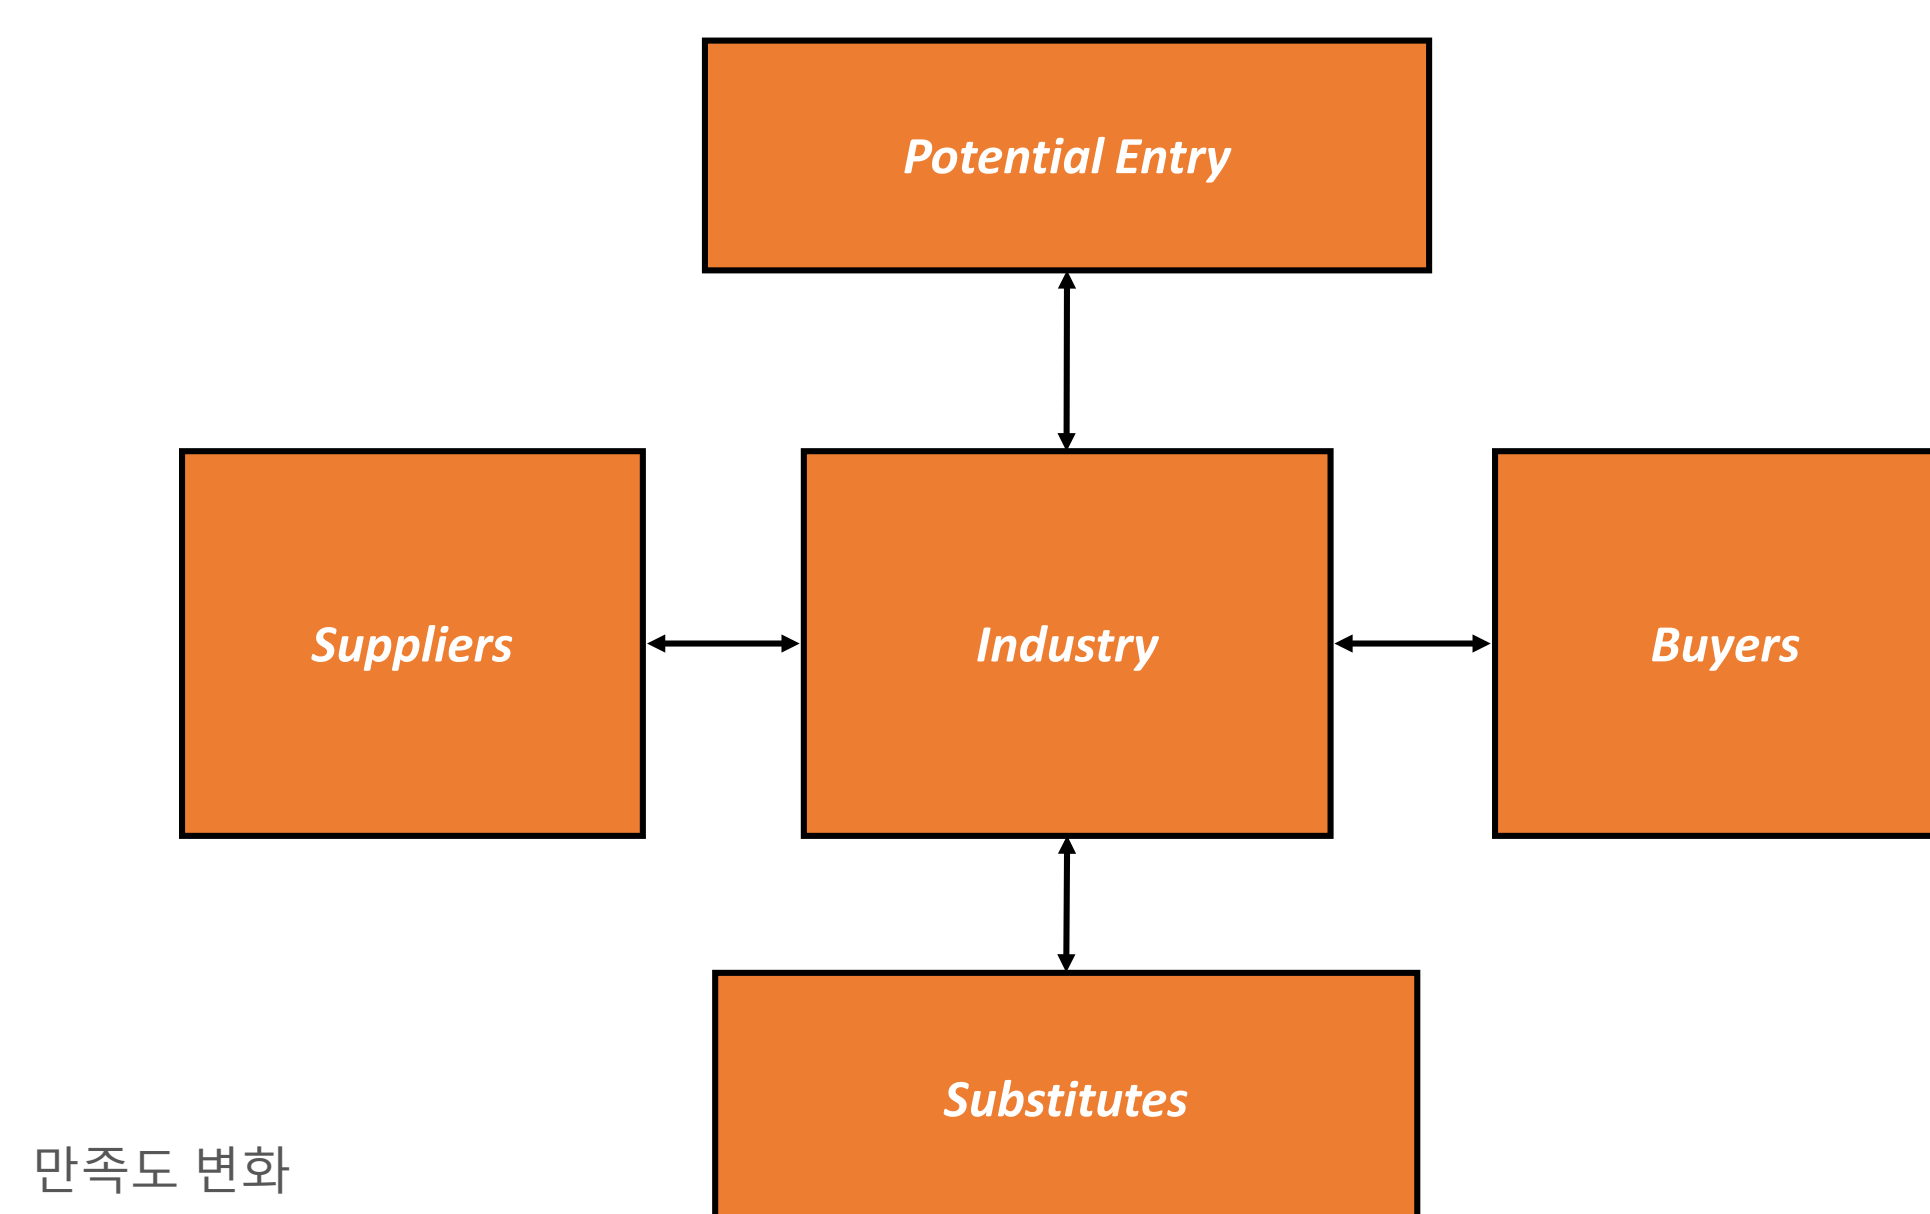 Potential Entry
Suppliers
Industry
Buyers
Substitutes
만족도 변화